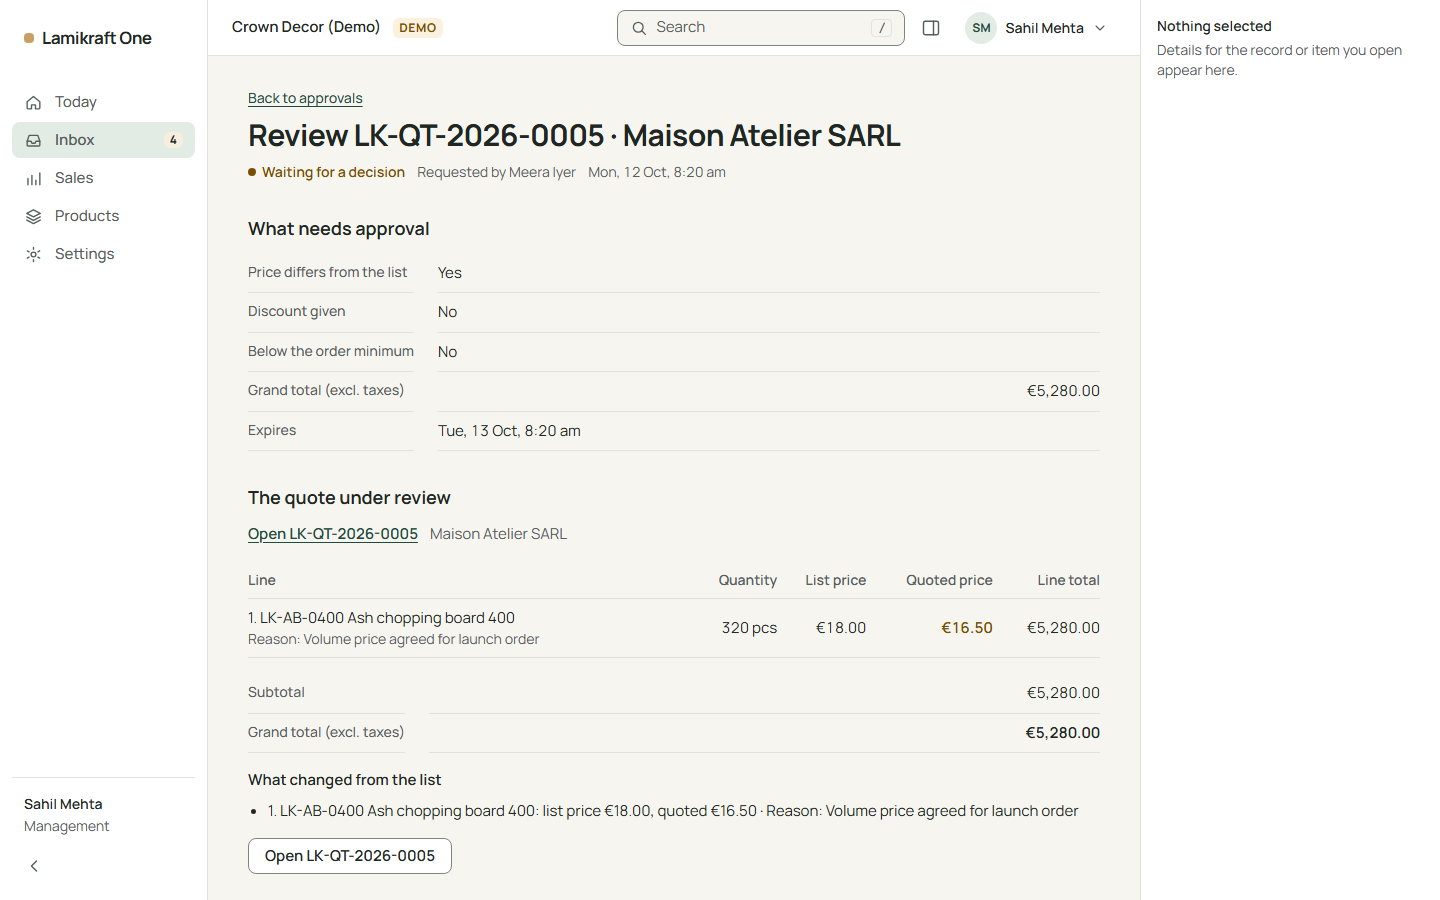 Lamikraft One
Today
Inbox 4
Sales
Products
Settings
Sahil Mehta
Management
Crown Decor (Demo) DEMO
Search /
SM Sahil Mehta
Back to approvals
Review LK-QT-2026-0005 · Maison Atelier SARL
Waiting for a decision Requested by Meera Iyer Mon, 12 Oct, 8:20 am
What needs approval
Price differs from the list Yes
Discount given No
Below the order minimum No
Grand total (excl. taxes) €5,280.00
Expires Tue, 13 Oct, 8:20 am
The quote under review
Open LK-QT-2026-0005 Maison Atelier SARL
Line Quantity List price Quoted price Line total
1. LK-AB-0400 Ash chopping board 400 320 pcs €18.00 €16.50 €5,280.00
Reason: Volume price agreed for launch order
Subtotal €5,280.00
Grand total (excl. taxes) €5,280.00
What changed from the list
• 1. LK-AB-0400 Ash chopping board 400: list price €18.00, quoted €16.50 · Reason: Volume price agreed for launch order
Open LK-QT-2026-0005
Nothing selected
Details for the record or item you open
appear here.